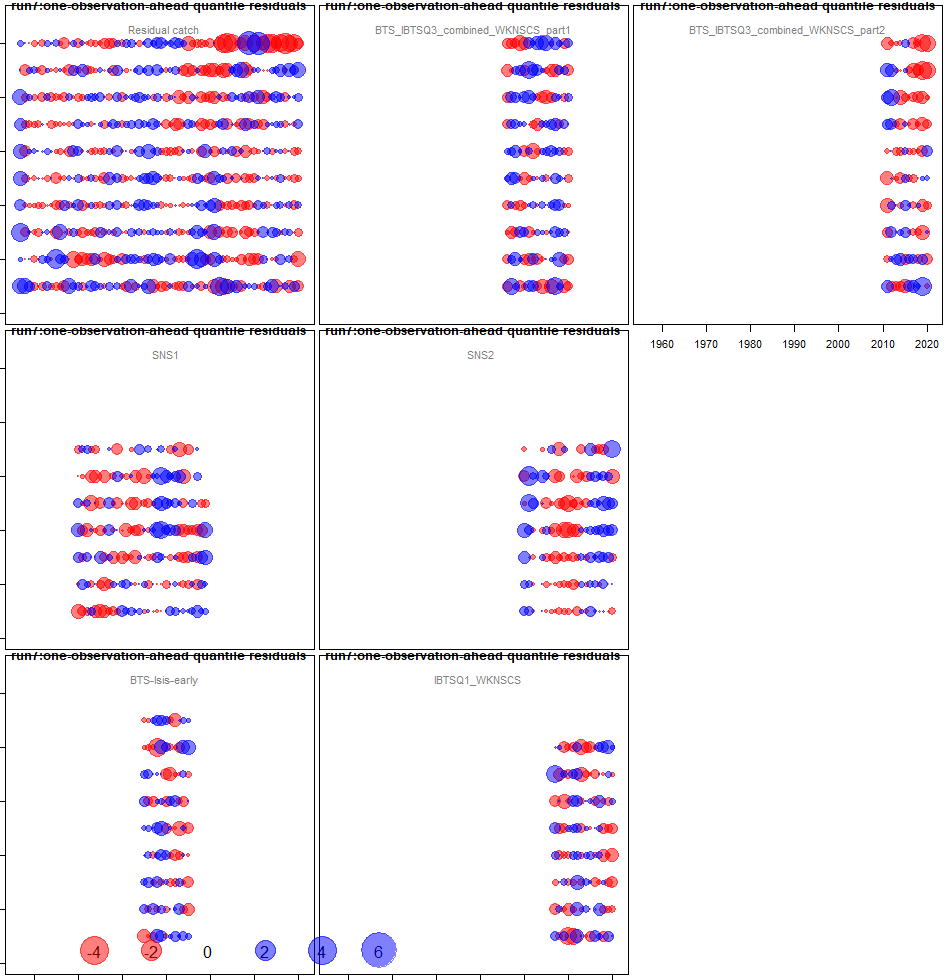 run7:one-observation-ahead quantile residuals
run7:one-observation-ahead quantile residuals
run7:one-observation-ahead quantile residuals
Residual catch
BTS_IBTSQ3_combined_WKNSCS_part1
BTS_IBTSQ3_combined_WKNSCS_part2
1960 1970 1980 1990 2000 2010 2020
run7:one-observation-ahead quantile residuals
run7:one-observation-ahead quantile residuals
SNS1
SNS2
run7:one-observation-ahead quantile residuals
run7:one-observation-ahead quantile residuals
BTS-Isis-early
IBTSQ1_WKNSCS
-4 -2 0 2 4 6